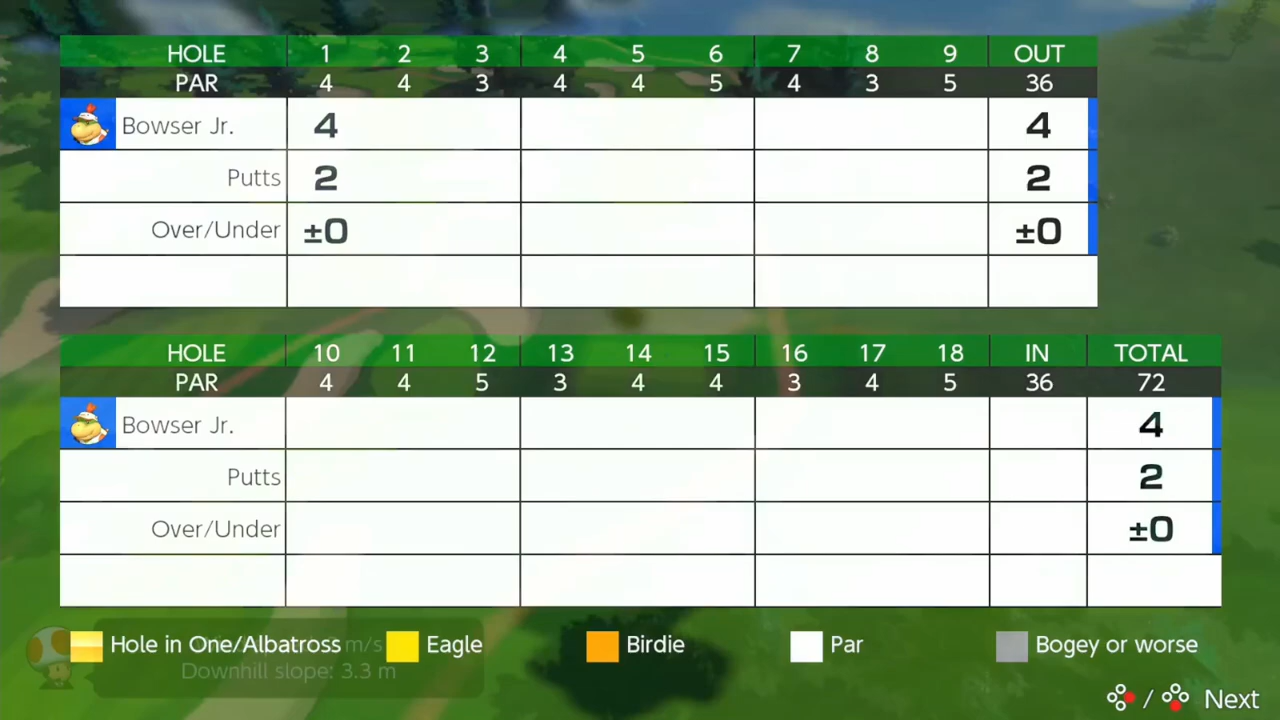 HOLE 1 2 3 4 5 6 7 8 9 OUT
PAR 4 4 3 4 4 5 4 3 5 36
Bowser Jr. 4 4
Putts 2 2
Over/Under ±0 ±0
HOLE 10 11 12 13 14 15 16 17 18 IN TOTAL
PAR 4 4 5 3 4 4 3 4 5 36 72
Bowser Jr. 4
Putts 2
Over/Under ±0
Hole in One/Albatross m/s Eagle Birdie Par Bogey or worse
Downhill slope: 3.3 m
/ Next